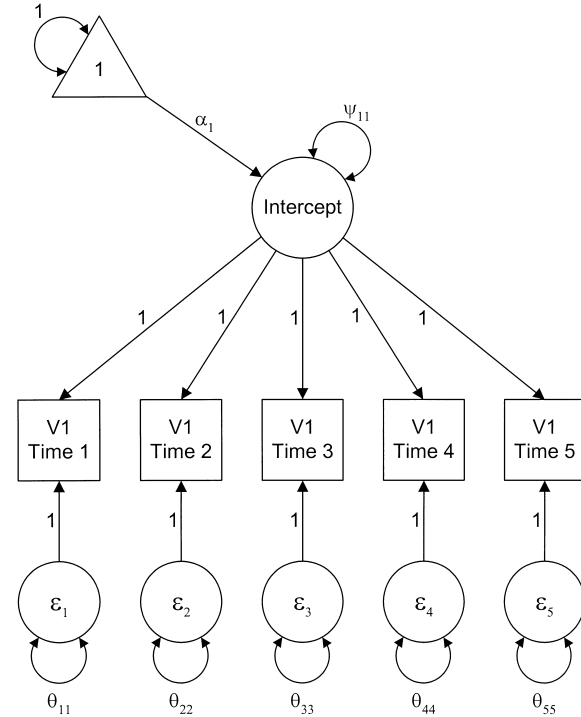 1
1
α₁
ψ₁₁
Intercept
1 1 1 1 1
V1 V1 V1 V1 V1
Time 1 Time 2 Time 3 Time 4 Time 5
1 1 1 1 1
ε₁ ε₂ ε₃ ε₄ ε₅
θ₁₁ θ₂₂ θ₃₃ θ₄₄ θ₅₅